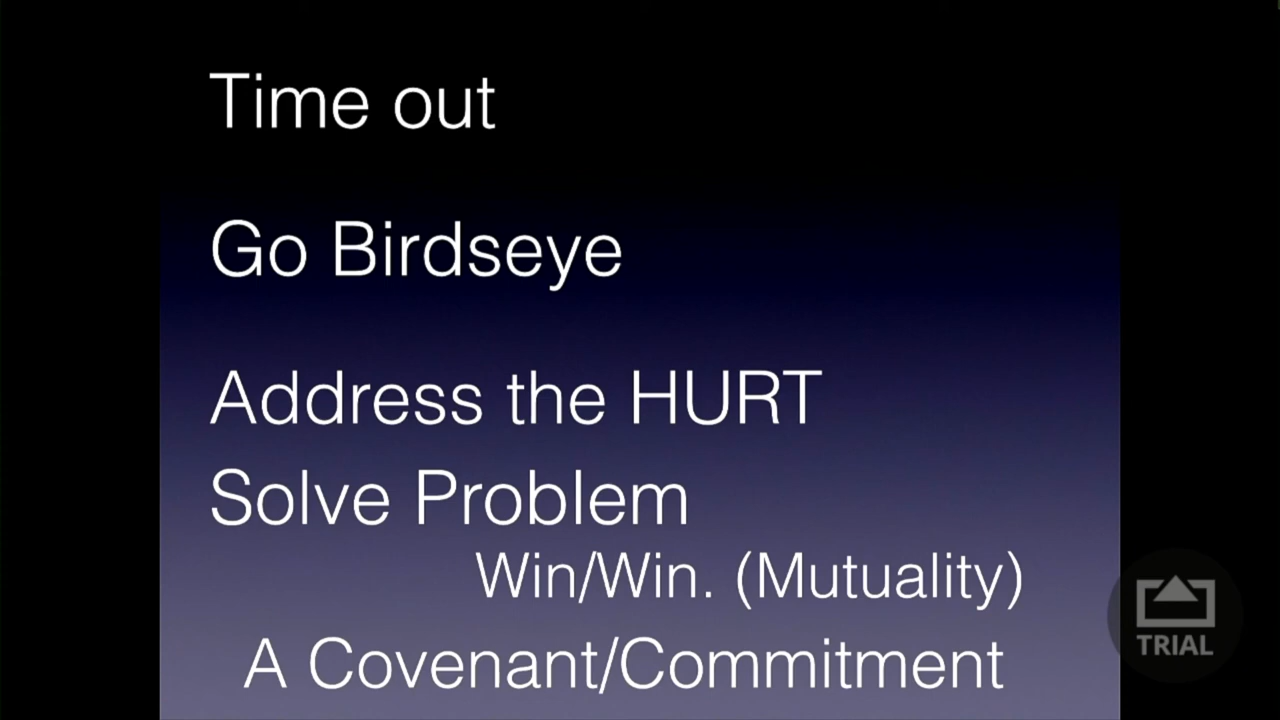 Time out
Go Birdseye
Address the HURT
Solve Problem
Win/Win. (Mutuality)
A Covenant/Commitment
TRIAL